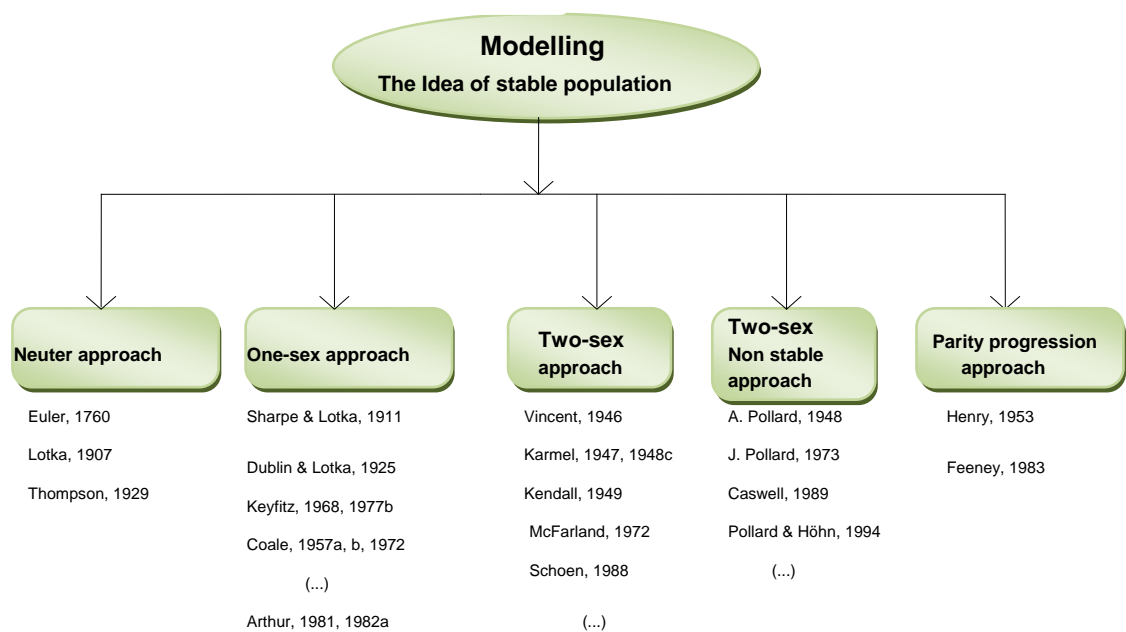 Modelling
The Idea of stable population
Neuter approach
Euler, 1760
Lotka, 1907
Thompson, 1929
One-sex approach
Sharpe & Lotka, 1911
Dublin & Lotka, 1925
Keyfitz, 1968, 1977b
Coale, 1957a, b, 1972
(...)
Arthur, 1981, 1982a
Two-sex
approach
Vincent, 1946
Karmel, 1947, 1948c
Kendall, 1949
McFarland, 1972
Schoen, 1988
(...)
Two-sex
Non stable
approach
A. Pollard, 1948
J. Pollard, 1973
Caswell, 1989
Pollard & Höhn, 1994
(...)
Parity progression
approach
Henry, 1953
Feeney, 1983